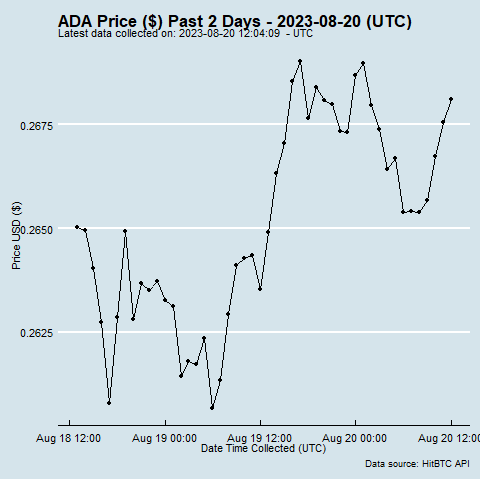 ADA Price ($) Past 2 Days - 2023-08-20 (UTC)
Latest data collected on: 2023-08-20 12:04:09 - UTC
0.2675
0.2650
0.2625
Price USD ($)
Aug 18 12:00 Aug 19 00:00 Aug 19 12:00 Aug 20 00:00 Aug 20 12:00
Date Time Collected (UTC)
Data source: HitBTC API